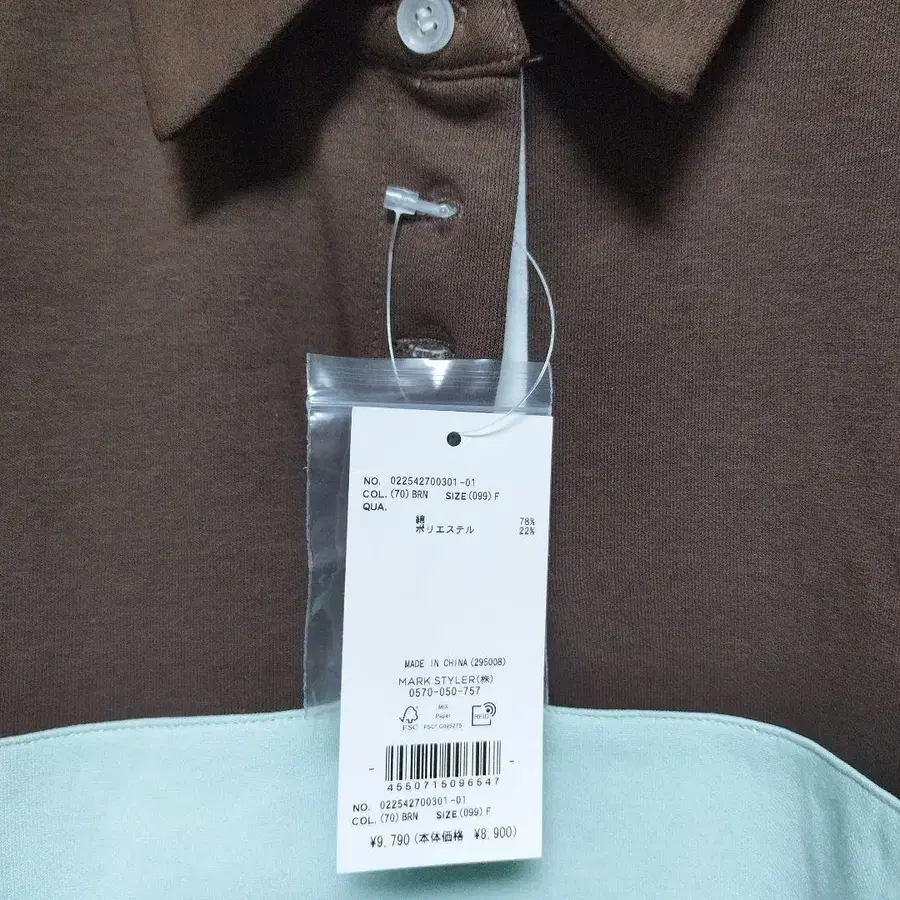 NO. 022542700301-01
COL. (70) BRN SIZE (099) F
QUA.
綿 78%
ポリエステル 22%
MADE IN CHINA (295008)
MARK STYLER(株)
0570-050-757
FSC
MIX
Paper
FSC® C095275
RFID
4550715096547
NO. 022542700301-01
COL. (70) BRN SIZE (099) F
¥9,790 (本体価格 ¥8,900)